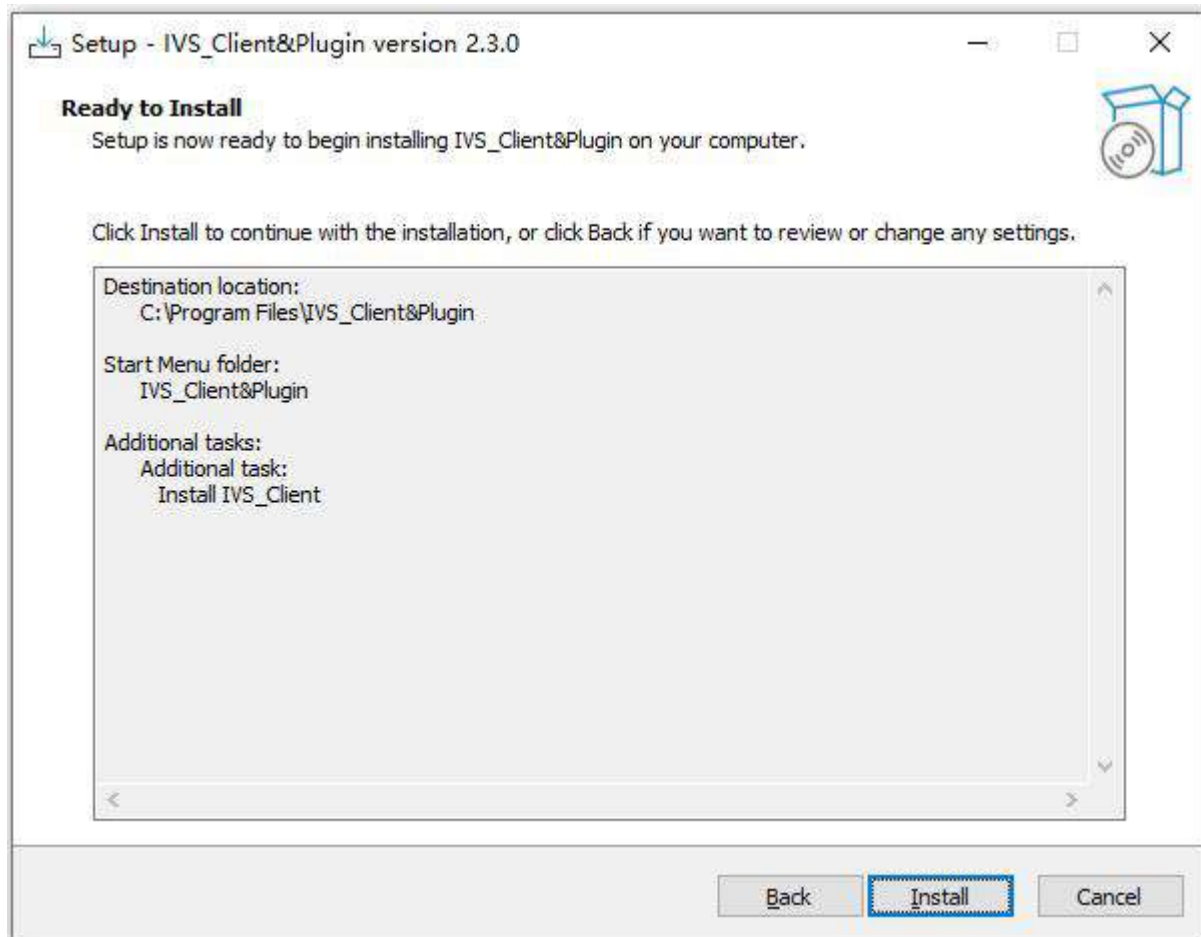 Setup - IVS_Client&Plugin version 2.3.0
Ready to Install
Setup is now ready to begin installing IVS_Client&Plugin on your computer.
Click Install to continue with the installation, or click Back if you want to review or change any settings.
Destination location:
C:\Program Files\IVS_Client&Plugin
Start Menu folder:
IVS_Client&Plugin
Additional tasks:
Additional task:
Install IVS_Client
Back
Install
Cancel